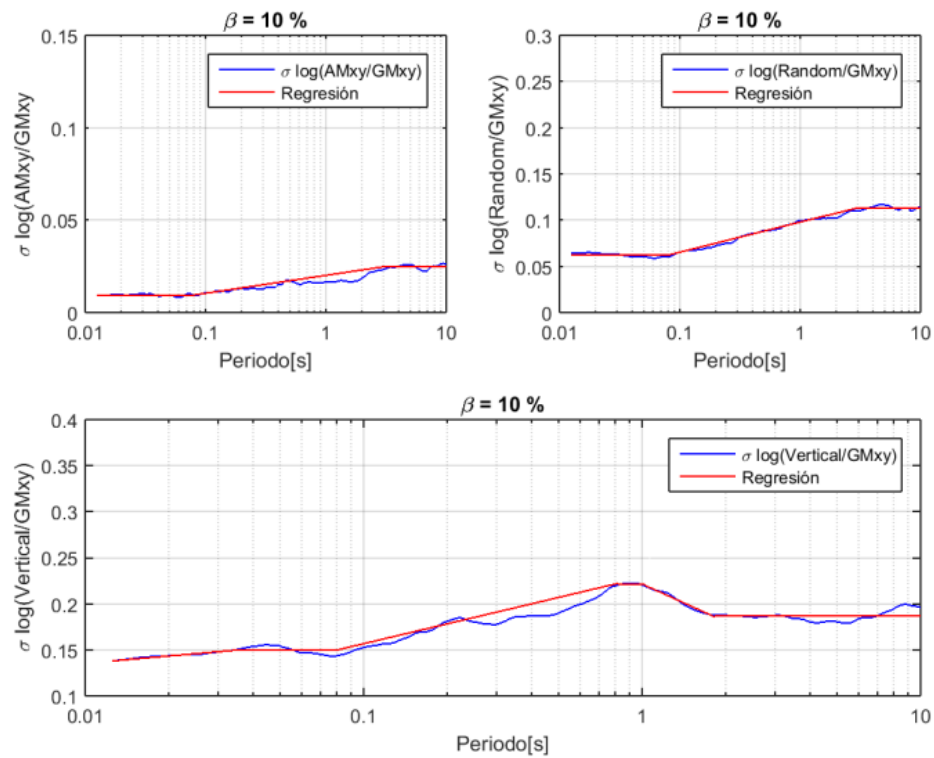 β = 10 %
σ log(AMxy/GMxy)
0.15
0.1
0.05
0
σ log(AMxy/GMxy)
Regresión
0.01
0.1
1
10
Periodo[s]
β = 10 %
σ log(Random/GMxy)
0.3
0.25
0.2
0.15
0.1
0.05
0
σ log(Random/GMxy)
Regresión
0.01
0.1
1
10
Periodo[s]
β = 10 %
σ log(Vertical/GMxy)
0.4
0.35
0.3
0.25
0.2
0.15
0.1
σ log(Vertical/GMxy)
Regresión
0.01
0.1
1
10
Periodo[s]